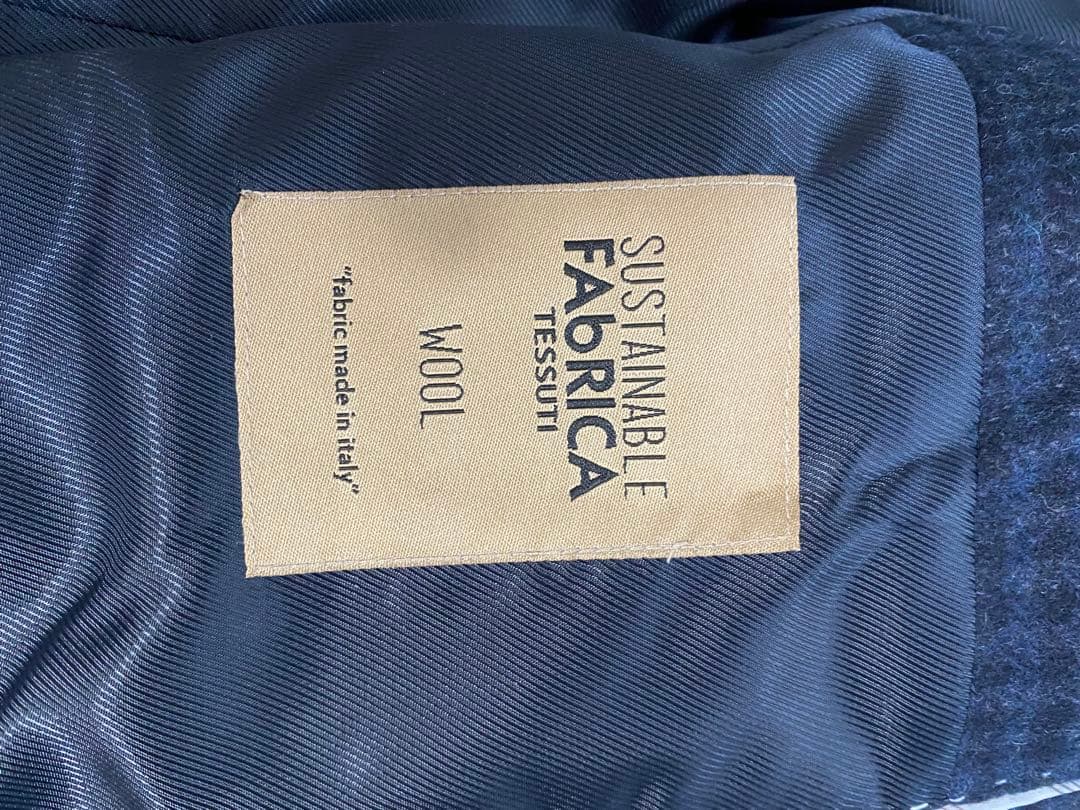 SUSTAINABLE
FAbRICA
TESSUTI
WOOL
"fabric made in italy"